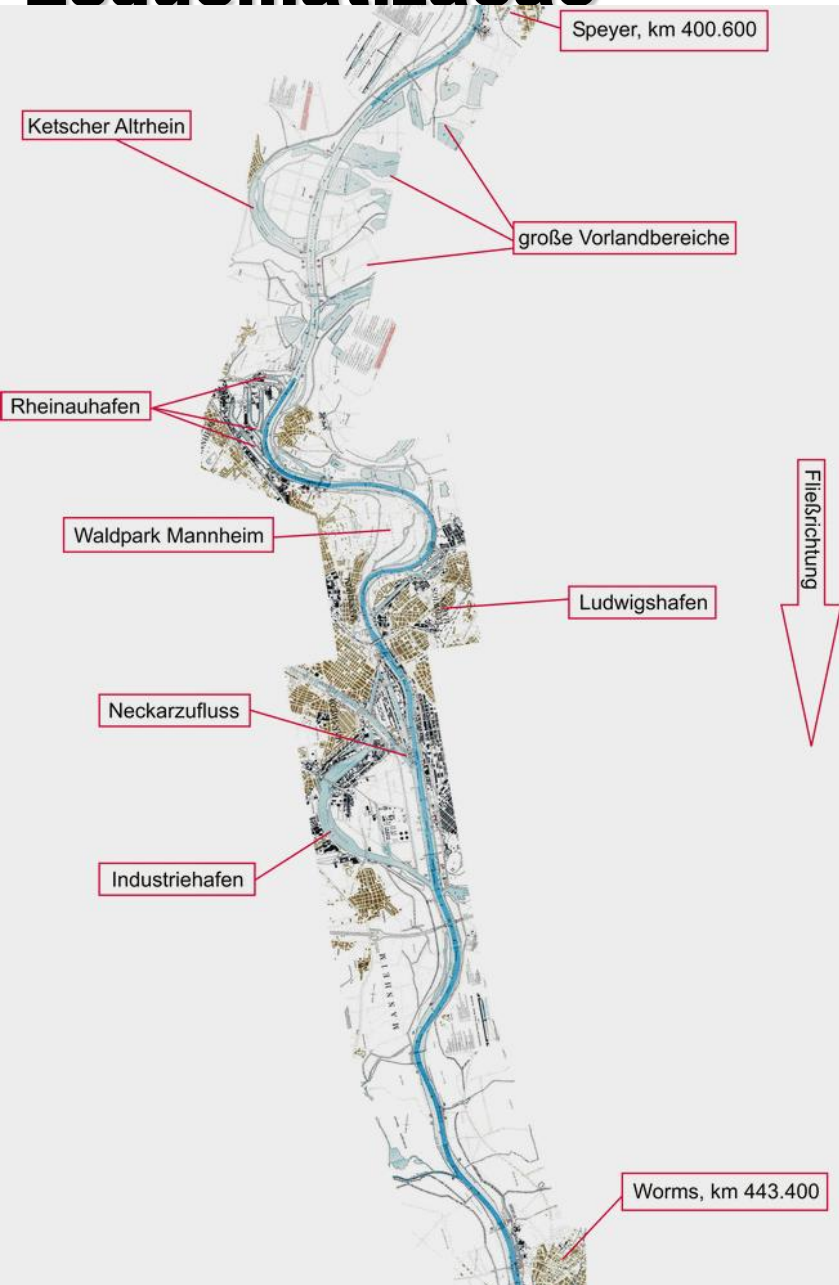 Speyer, km 400.600
Ketscher Altrhein
große Vorlandbereiche
Rheinauhafen
Fließrichtung
Waldpark Mannheim
Ludwigshafen
Neckarzufluss
Industriehafen
MANNHEIM
Worms, km 443.400